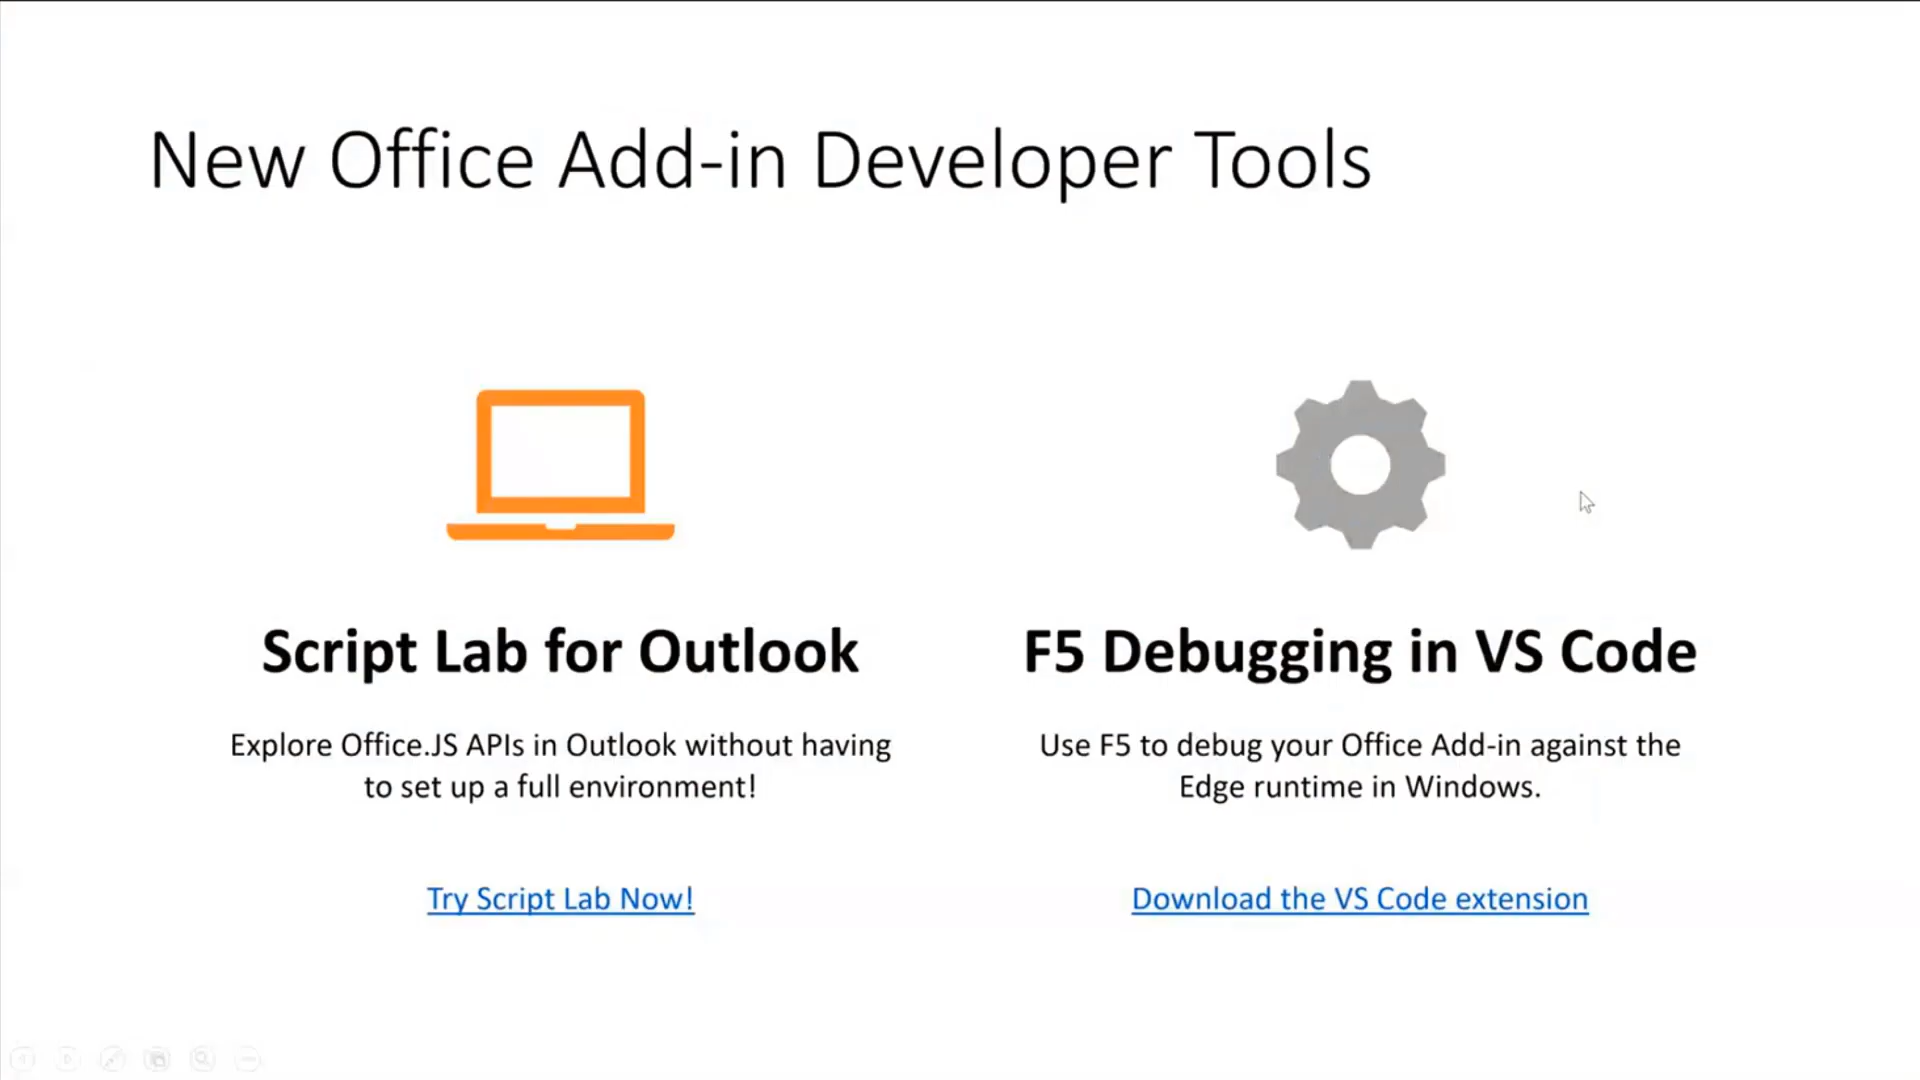 New Office Add-in Developer Tools
Script Lab for Outlook
Explore Office.JS APIs in Outlook without having
to set up a full environment!
Try Script Lab Now!
F5 Debugging in VS Code
Use F5 to debug your Office Add-in against the
Edge runtime in Windows.
Download the VS Code extension